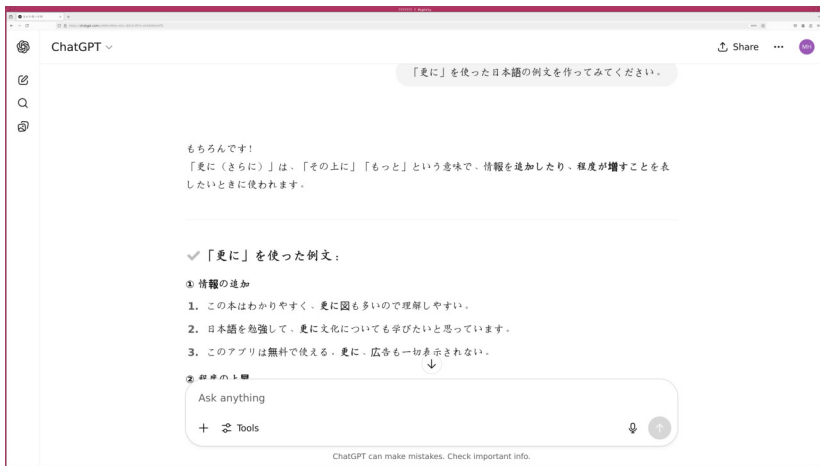 ChatGPT
Share
MH
「更に」を使った日本語の例文を作ってみてください。
もちろんです!
「更に（さらに）」は、「その上に」「もっと」という意味で、情報を追加したり、程度が増すことを表
したいときに使われます。
「更に」を使った例文：
① 情報の追加
1. この本はわかりやすく、更に図も多いので理解しやすい。
2. 日本語を勉強して、更に文化についても学びたいと思っています。
3. このアプリは無料で使える。更に、広告も一切表示されない。
Ask anything
Tools
ChatGPT can make mistakes. Check important info.